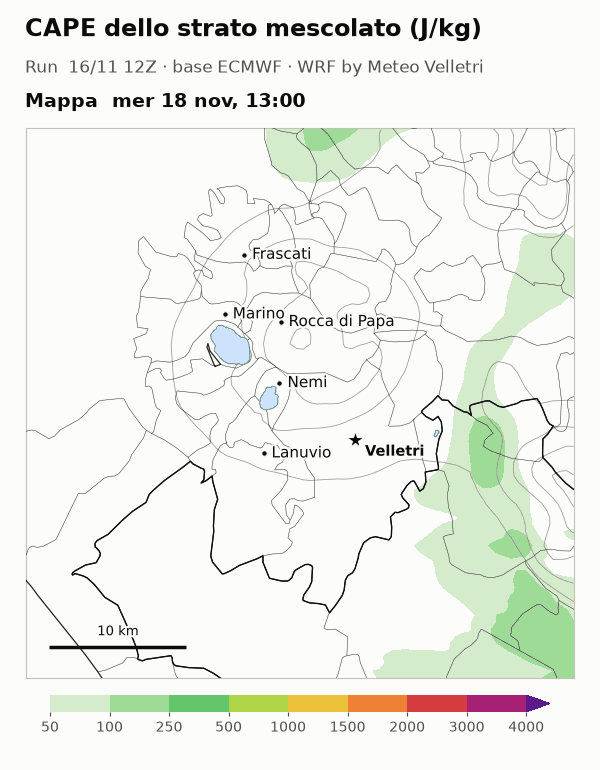 CAPE dello strato mescolato (J/kg)
Run  16/11 12Z · base ECMWF · WRF by Meteo Velletri
Mappa  mer 18 nov, 13:00
Frascati
Marino
Rocca di Papa
Nemi
Velletri
Lanuvio
10 km
50 100 250 500 1000 1500 2000 3000 4000